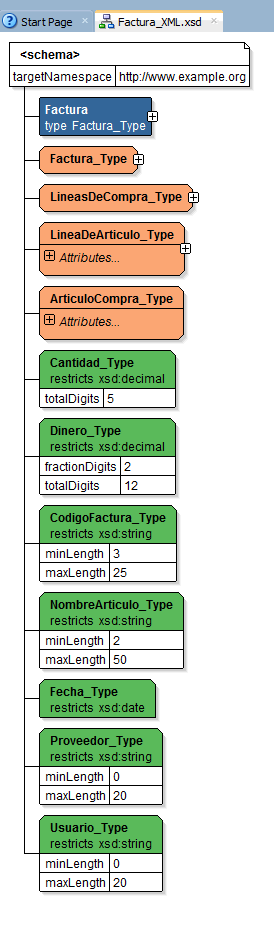 Start Page
Factura_XML.xsd
<schema>
targetNamespace http://www.example.org
Factura
type Factura_Type
Factura_Type
LineasDeCompra_Type
LineaDeArticulo_Type
Attributes...
ArticuloCompra_Type
Attributes...
Cantidad_Type
restricts xsd:decimal
totalDigits 5
Dinero_Type
restricts xsd:decimal
fractionDigits 2
totalDigits 12
CodigoFactura_Type
restricts xsd:string
minLength 3
maxLength 25
NombreArticulo_Type
restricts xsd:string
minLength 2
maxLength 50
Fecha_Type
restricts xsd:date
Proveedor_Type
restricts xsd:string
minLength 0
maxLength 20
Usuario_Type
restricts xsd:string
minLength 0
maxLength 20